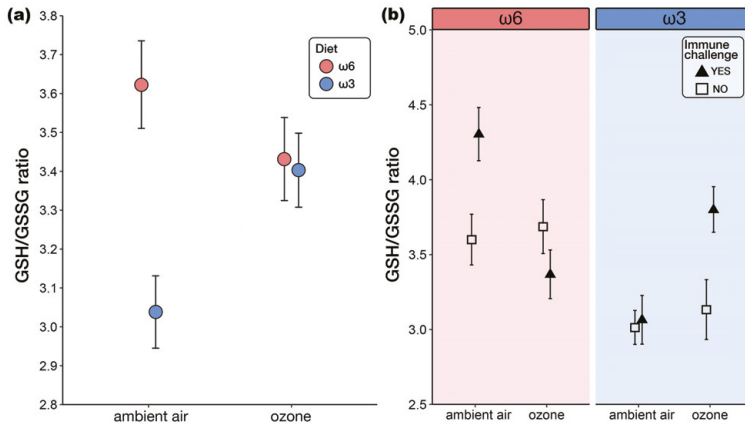 (a)
GSH/GSSG ratio
3.8
3.7
3.6
3.5
3.4
3.3
3.2
3.1
3.0
2.9
2.8
Diet
ω6
ω3
ambient air
ozone
(b)
GSH/GSSG ratio
5.0
4.5
4.0
3.5
3.0
2.5
ω6
ω3
Immune
challenge
YES
NO
ambient air
ozone
ambient air
ozone